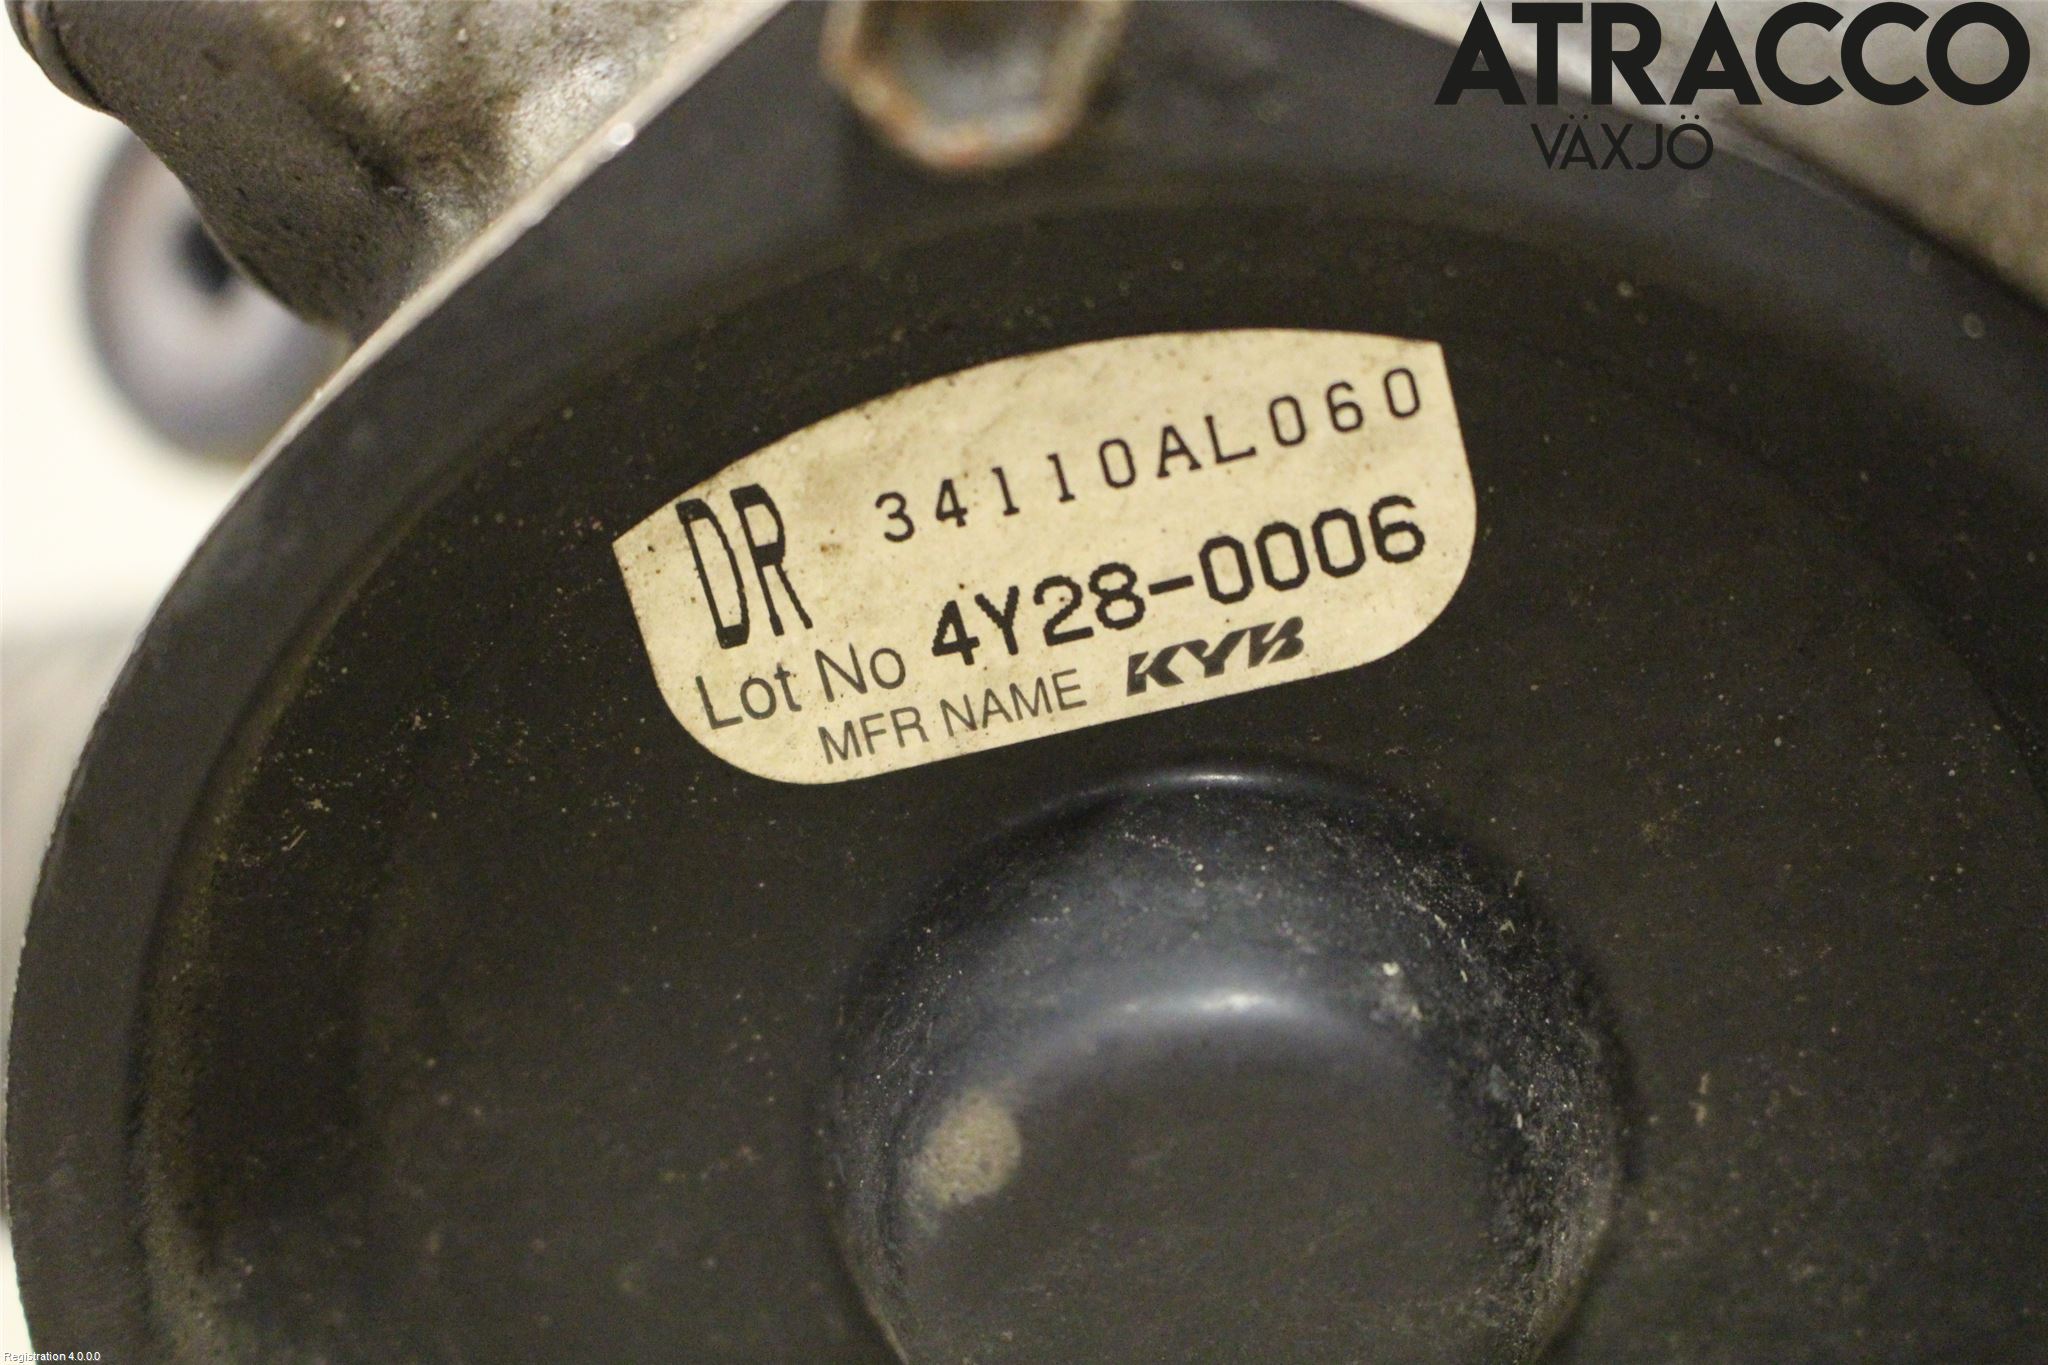 ATRACCO
VÄXJÖ
DR 34110AL060
Lot No 4Y28-0006
MFR NAME KYB
Registration 4.0.0.0